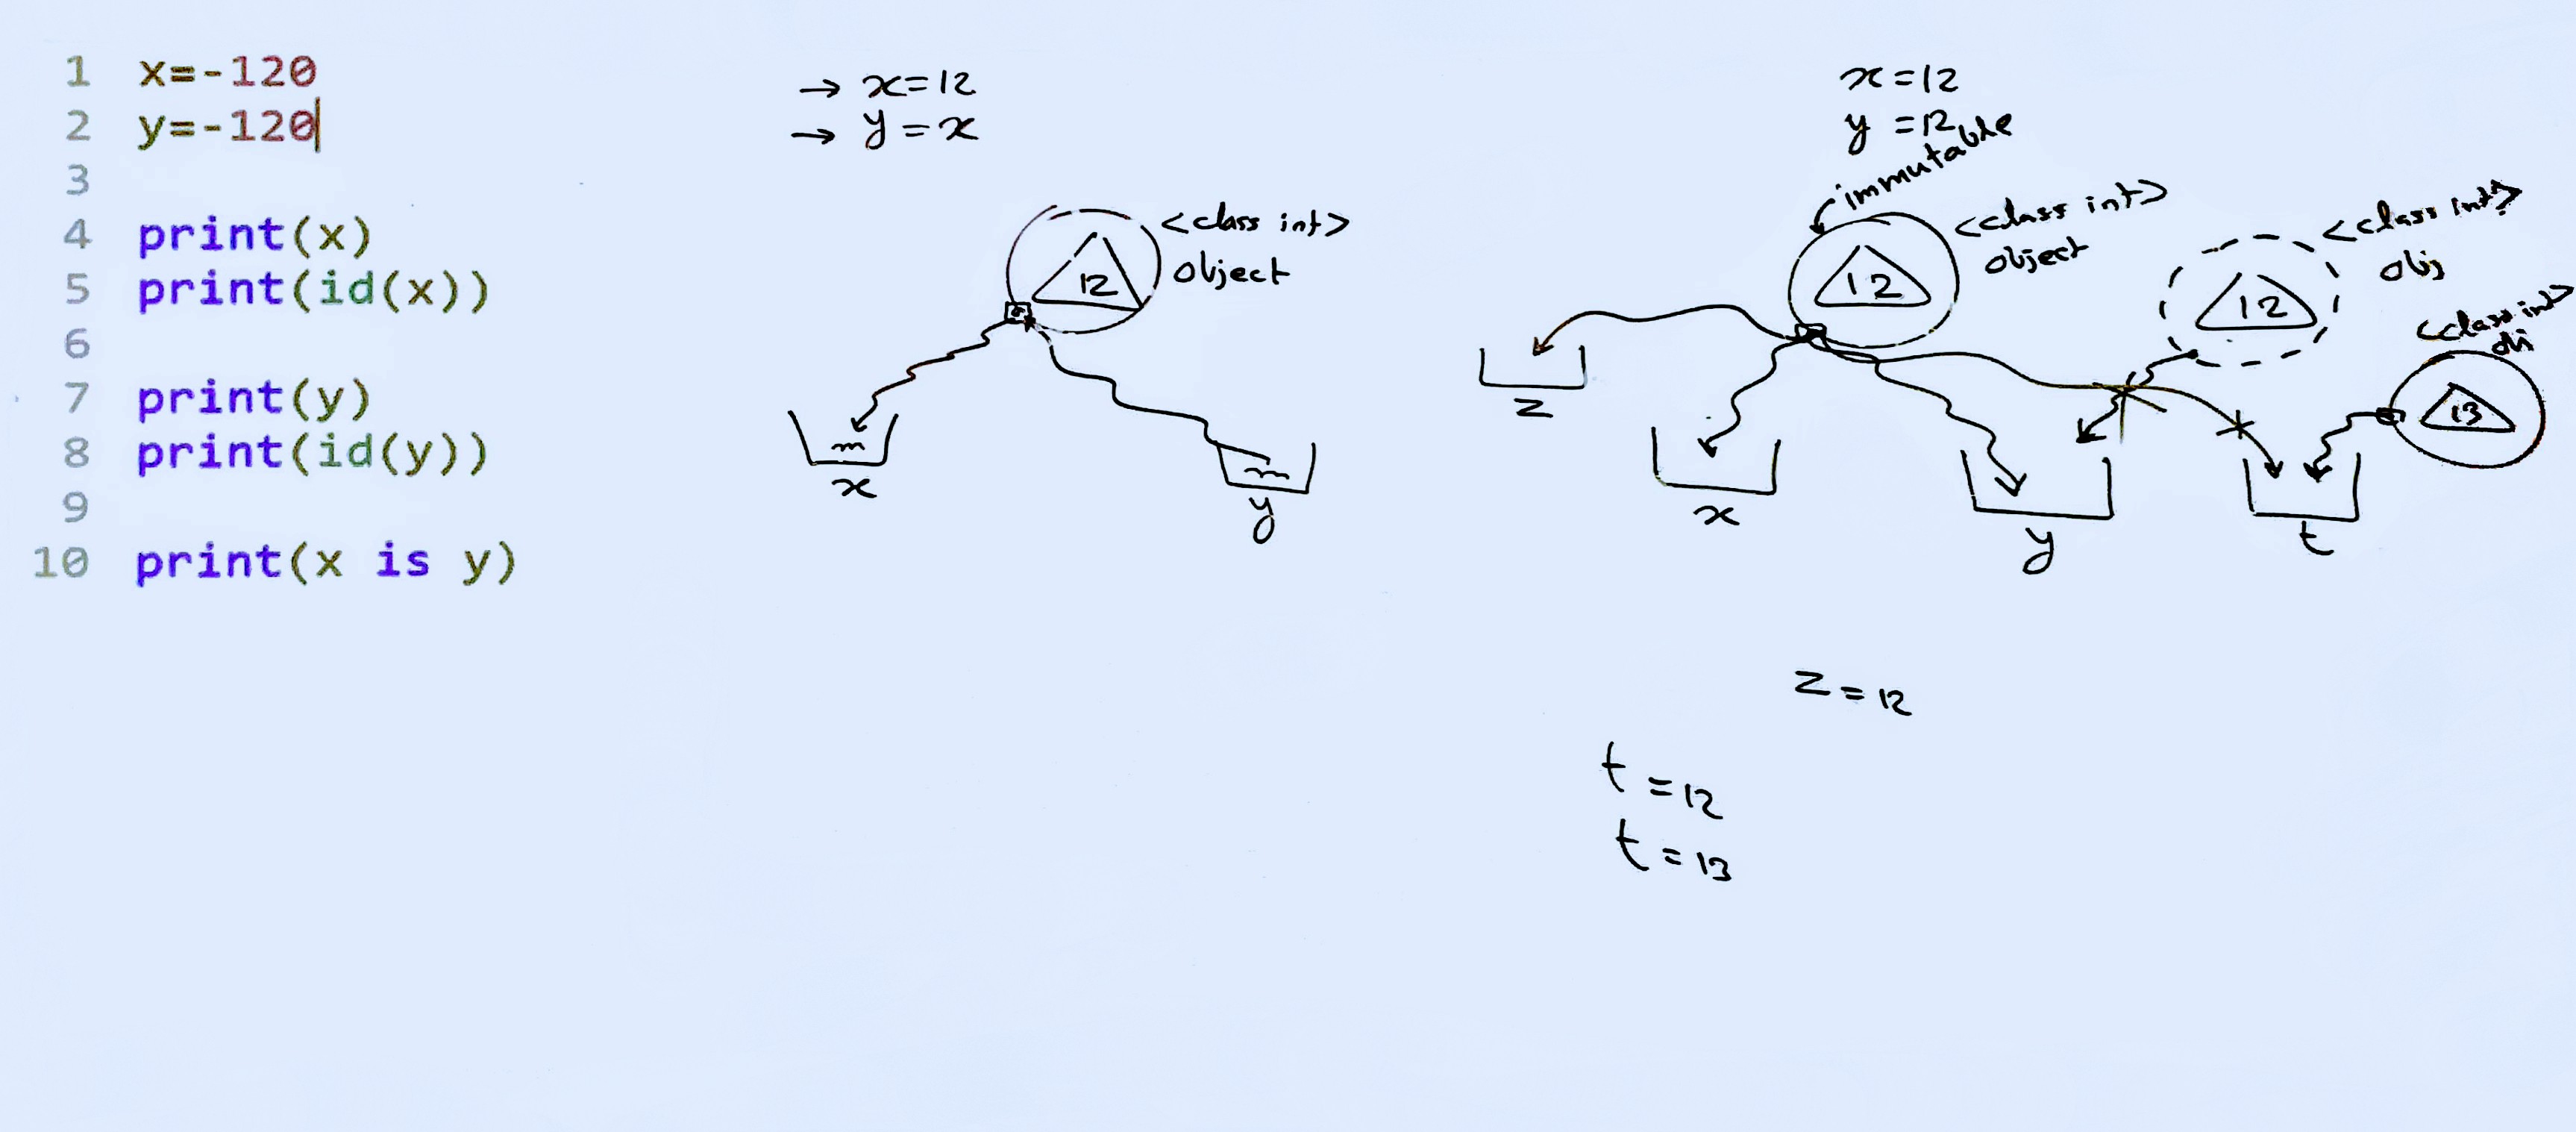 1 x=-120
2 y=-120
3
4 print(x)
5 print(id(x))
6
7 print(y)
8 print(id(y))
9
10 print(x is y)
→ x=12
→ y=x
12
<class int>
object
m
x
m
y
x=12
y=12
immutable
12
<class int>
object
<class int>
obj
12
<class int>
13
z
x
y
t
z=12
t=12
t=13